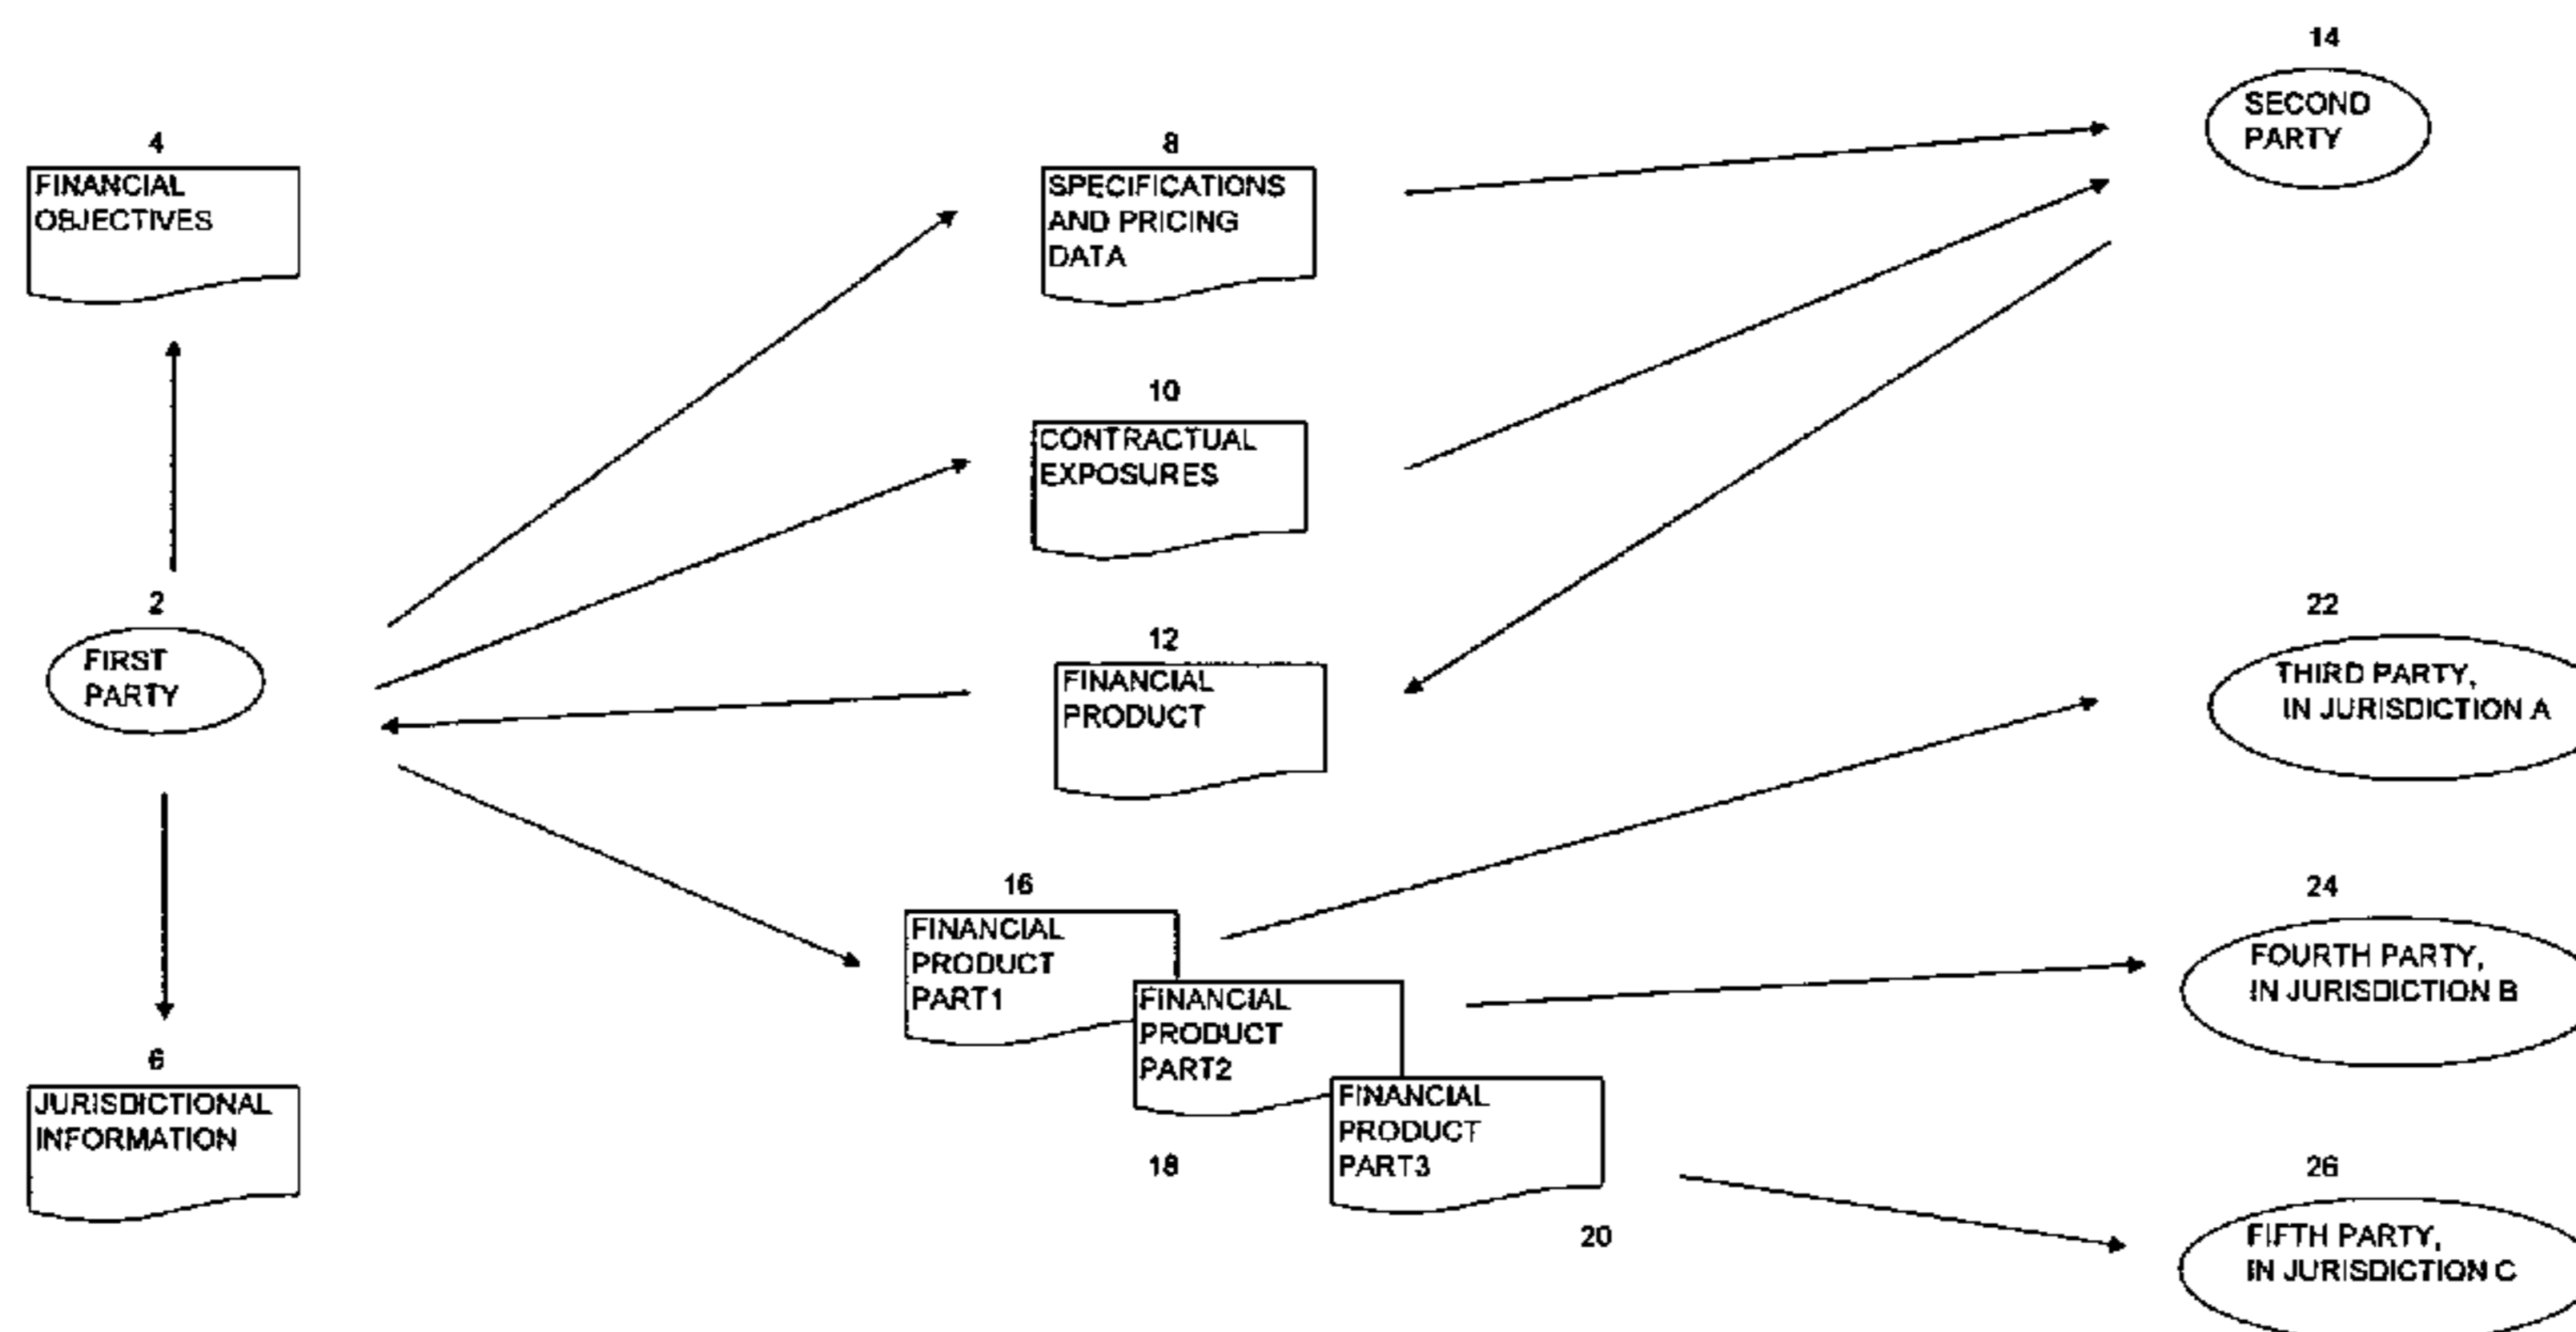 14
SECOND
PARTY
4
FINANCIAL
OBJECTIVES
8
SPECIFICATIONS
AND PRICING
DATA
10
CONTRACTUAL
EXPOSURES
2
FIRST
PARTY
12
FINANCIAL
PRODUCT
22
THIRD PARTY,
IN JURISDICTION A
16
FINANCIAL
PRODUCT
PART1
FINANCIAL
PRODUCT
PART2
18
FINANCIAL
PRODUCT
PART3
20
24
FOURTH PARTY,
IN JURISDICTION B
6
JURISDICTIONAL
INFORMATION
26
FIFTH PARTY,
IN JURISDICTION C